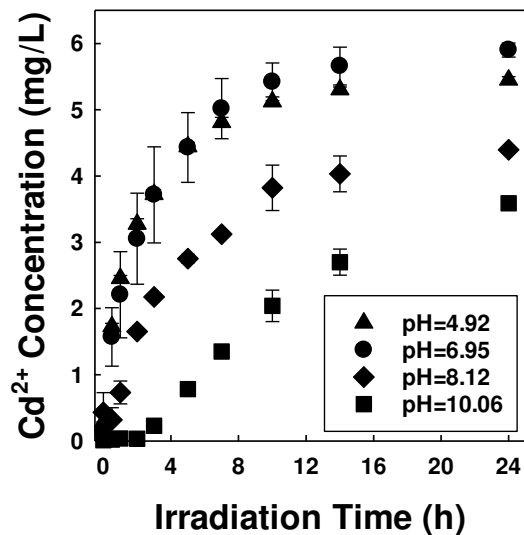 Cd²⁺ Concentration (mg/L)
6
5
4
3
2
1
0
pH=4.92
pH=6.95
pH=8.12
pH=10.06
0 4 8 12 16 20 24
Irradiation Time (h)